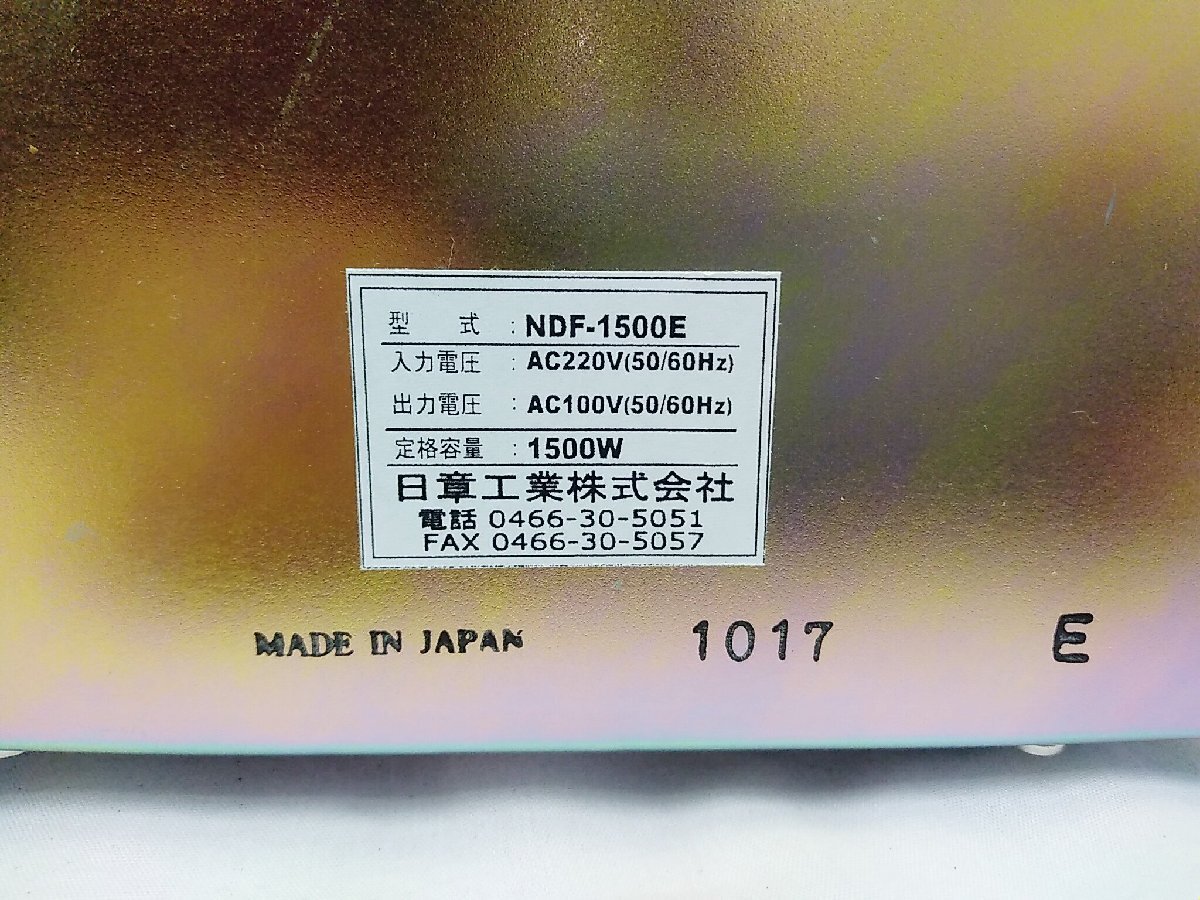 型 式 : NDF-1500E
入力電圧 : AC220V(50/60Hz)
出力電圧 : AC100V(50/60Hz)
定格容量 : 1500W
日章工業株式会社
電話 0466-30-5051
FAX 0466-30-5057
MADE IN JAPAN 1017 E